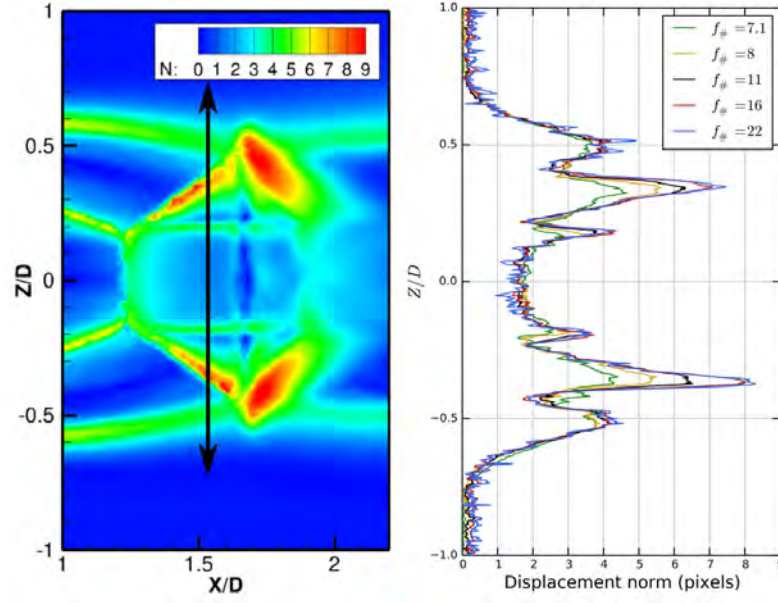 N: 0 1 2 3 4 5 6 7 8 9
1
0.5
0
-0.5
-1
Z/D
1 1.5 2
X/D
1.0
0.5
0.0
−0.5
−1.0
Z/D
0 1 2 3 4 5 6 7 8 9
Displacement norm (pixels)
f# =7.1
f# =8
f# =11
f# =16
f# =22